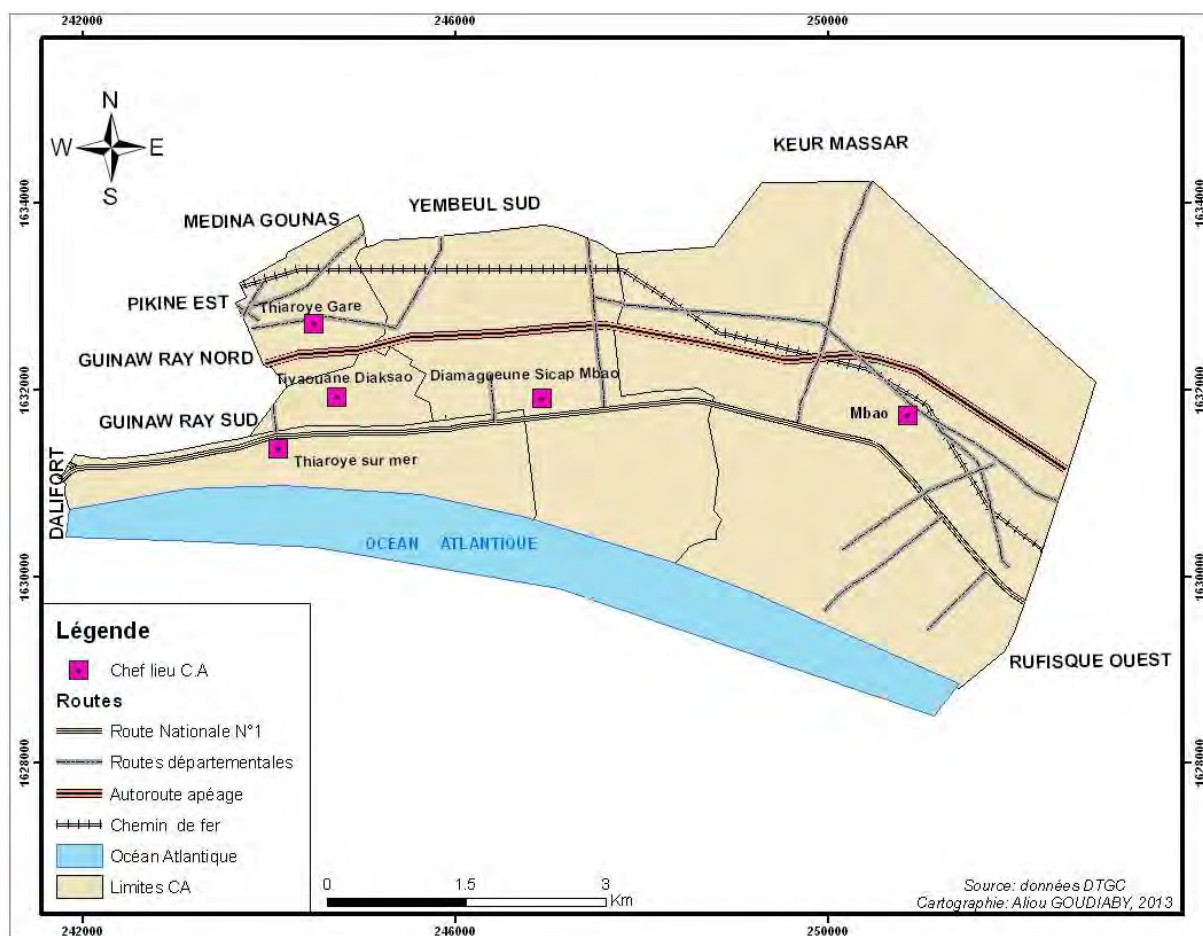 242000
246000
250000
N
W
E
S
KEUR MASSAR
1634000
1634000
YEMBEUL SUD
MEDINA GOUNAS
PIKINE EST
Thiaroye Gare
GUINAW RAY NORD
1632000
1632000
Tivaouane Diaksao
Diamagueune Sicap Mbao
Mbao
GUINAW RAY SUD
Thiaroye sur mer
DALIFORT
OCEAN ATLANTIQUE
1630000
1630000
RUFISQUE OUEST
Légende
Chef lieu C.A
Routes
Route Nationale N°1
Routes départementales
Autoroute apéage
Chemin de fer
Océan Atlantique
Limites CA
1628000
1628000
0 1.5 3
Km
Source: données DTGC
Cartographie: Aliou GOUDIABY, 2013
242000
246000
250000